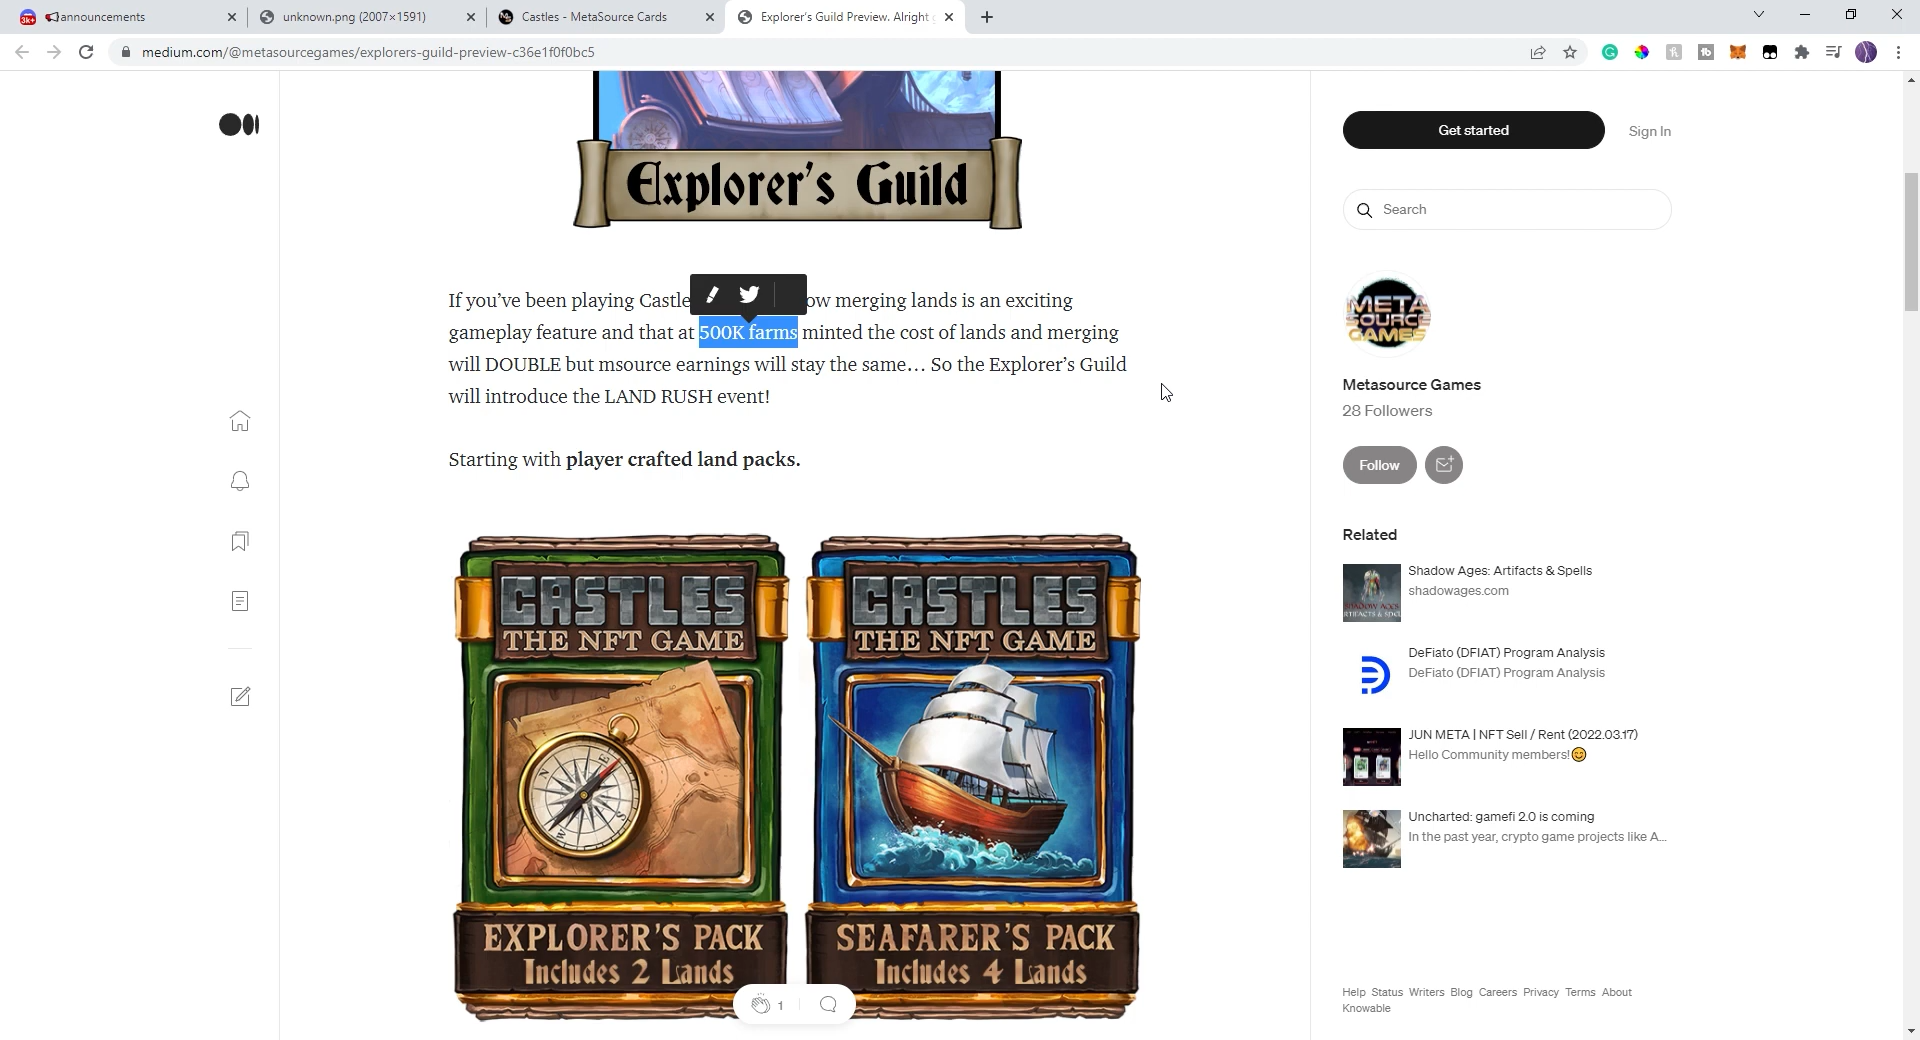 3k+ announcements
unknown.png (2007×1591)
Castles - MetaSource Cards
Explorer's Guild Preview. Alright
medium.com/@metasourcegames/explorers-guild-preview-c36e1f0f0bc5
Explorer's Guild
Get started
Sign In
Search
META SOURCE GAMES
Metasource Games
28 Followers
Follow
If you've been playing Castle ow merging lands is an exciting
gameplay feature and that at 500K farms minted the cost of lands and merging
will DOUBLE but msource earnings will stay the same… So the Explorer's Guild
will introduce the LAND RUSH event!
Starting with player crafted land packs.
CASTLES
THE NFT GAME
N
E
S
W
EXPLORER'S PACK
Includes 2 Lands
CASTLES
THE NFT GAME
SEAFARER'S PACK
Includes 4 Lands
1
Related
Shadow Ages: Artifacts & Spells
shadowages.com
DeFiato (DFIAT) Program Analysis
DeFiato (DFIAT) Program Analysis
JUN META | NFT Sell / Rent (2022.03.17)
Hello Community members!😊
Uncharted: gamefi 2.0 is coming
In the past year, crypto game projects like A...
Help Status Writers Blog Careers Privacy Terms About
Knowable